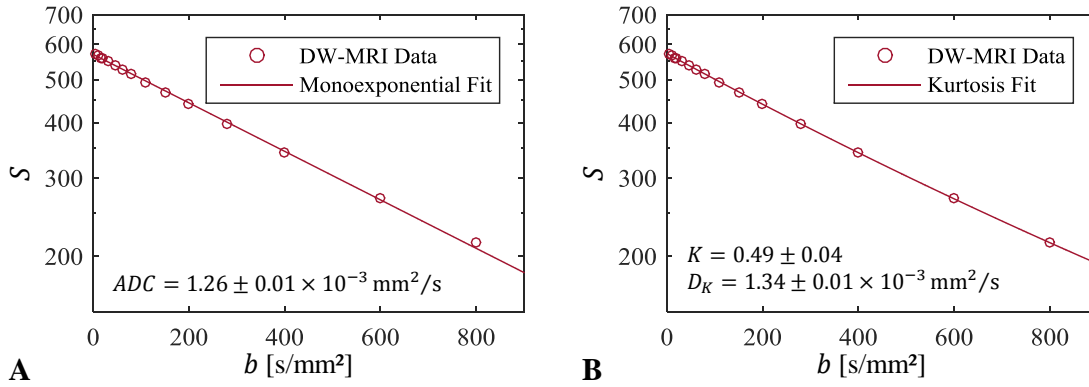 700
600
500
400
300
200
S
DW-MRI Data
Monoexponential Fit
ADC = 1.26 ± 0.01 × 10⁻³ mm²/s
0 200 400 600 800
b [s/mm²]
A
700
600
500
400
300
200
S
DW-MRI Data
Kurtosis Fit
K = 0.49 ± 0.04
D_K = 1.34 ± 0.01 × 10⁻³ mm²/s
0 200 400 600 800
b [s/mm²]
B